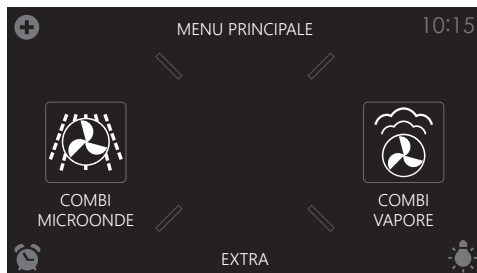 MENU PRINCIPALE
10:15
COMBI
MICROONDE
COMBI
VAPORE
EXTRA